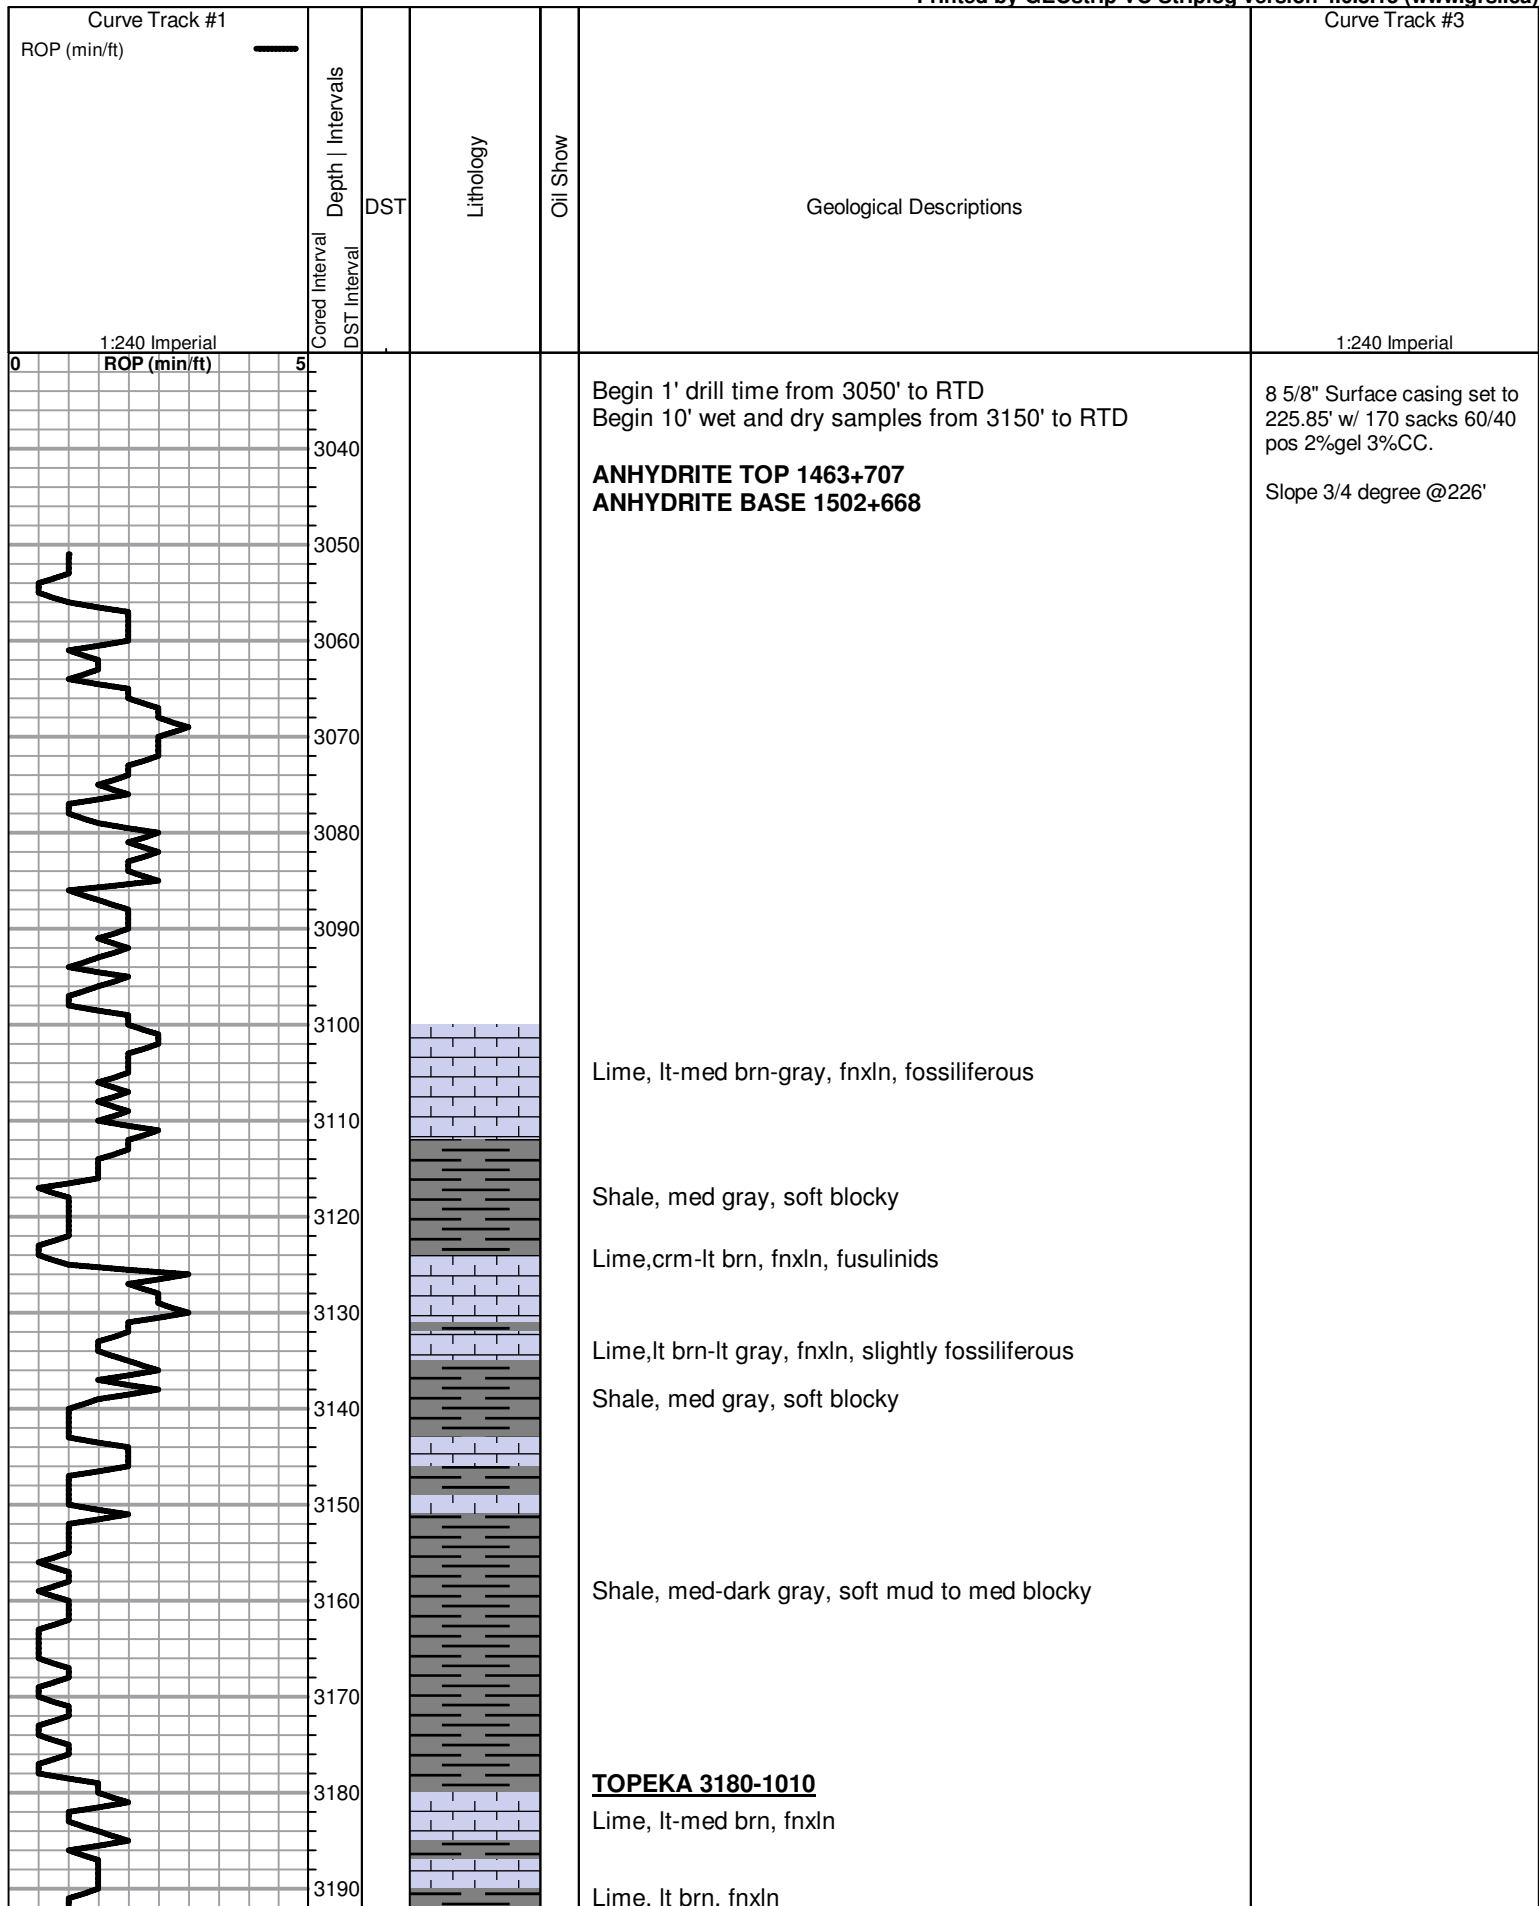 Curve Track #1
ROP (min/ft)
1:240 Imperial
Depth | Intervals
Cored Interval
DST Interval
DST
Lithology
Oil Show
Geological Descriptions
Curve Track #3
1:240 Imperial
0 ROP (min/ft) 5
Begin 1' drill time from 3050' to RTD
Begin 10' wet and dry samples from 3150' to RTD
8 5/8" Surface casing set to
225.85' w/ 170 sacks 60/40
pos 2%gel 3%CC.
Slope 3/4 degree @226'
3040
ANHYDRITE TOP 1463+707
ANHYDRITE BASE 1502+668
3050
3060
3070
3080
3090
3100
Lime, lt-med brn-gray, fnxln, fossiliferous
3110
Shale, med gray, soft blocky
3120
Lime,crm-lt brn, fnxln, fusulinids
3130
Lime,lt brn-lt gray, fnxln, slightly fossiliferous
Shale, med gray, soft blocky
3140
3150
Shale, med-dark gray, soft mud to med blocky
3160
3170
TOPEKA 3180-1010
3180
Lime, lt-med brn, fnxln
3190
Lime, lt brn, fnxln